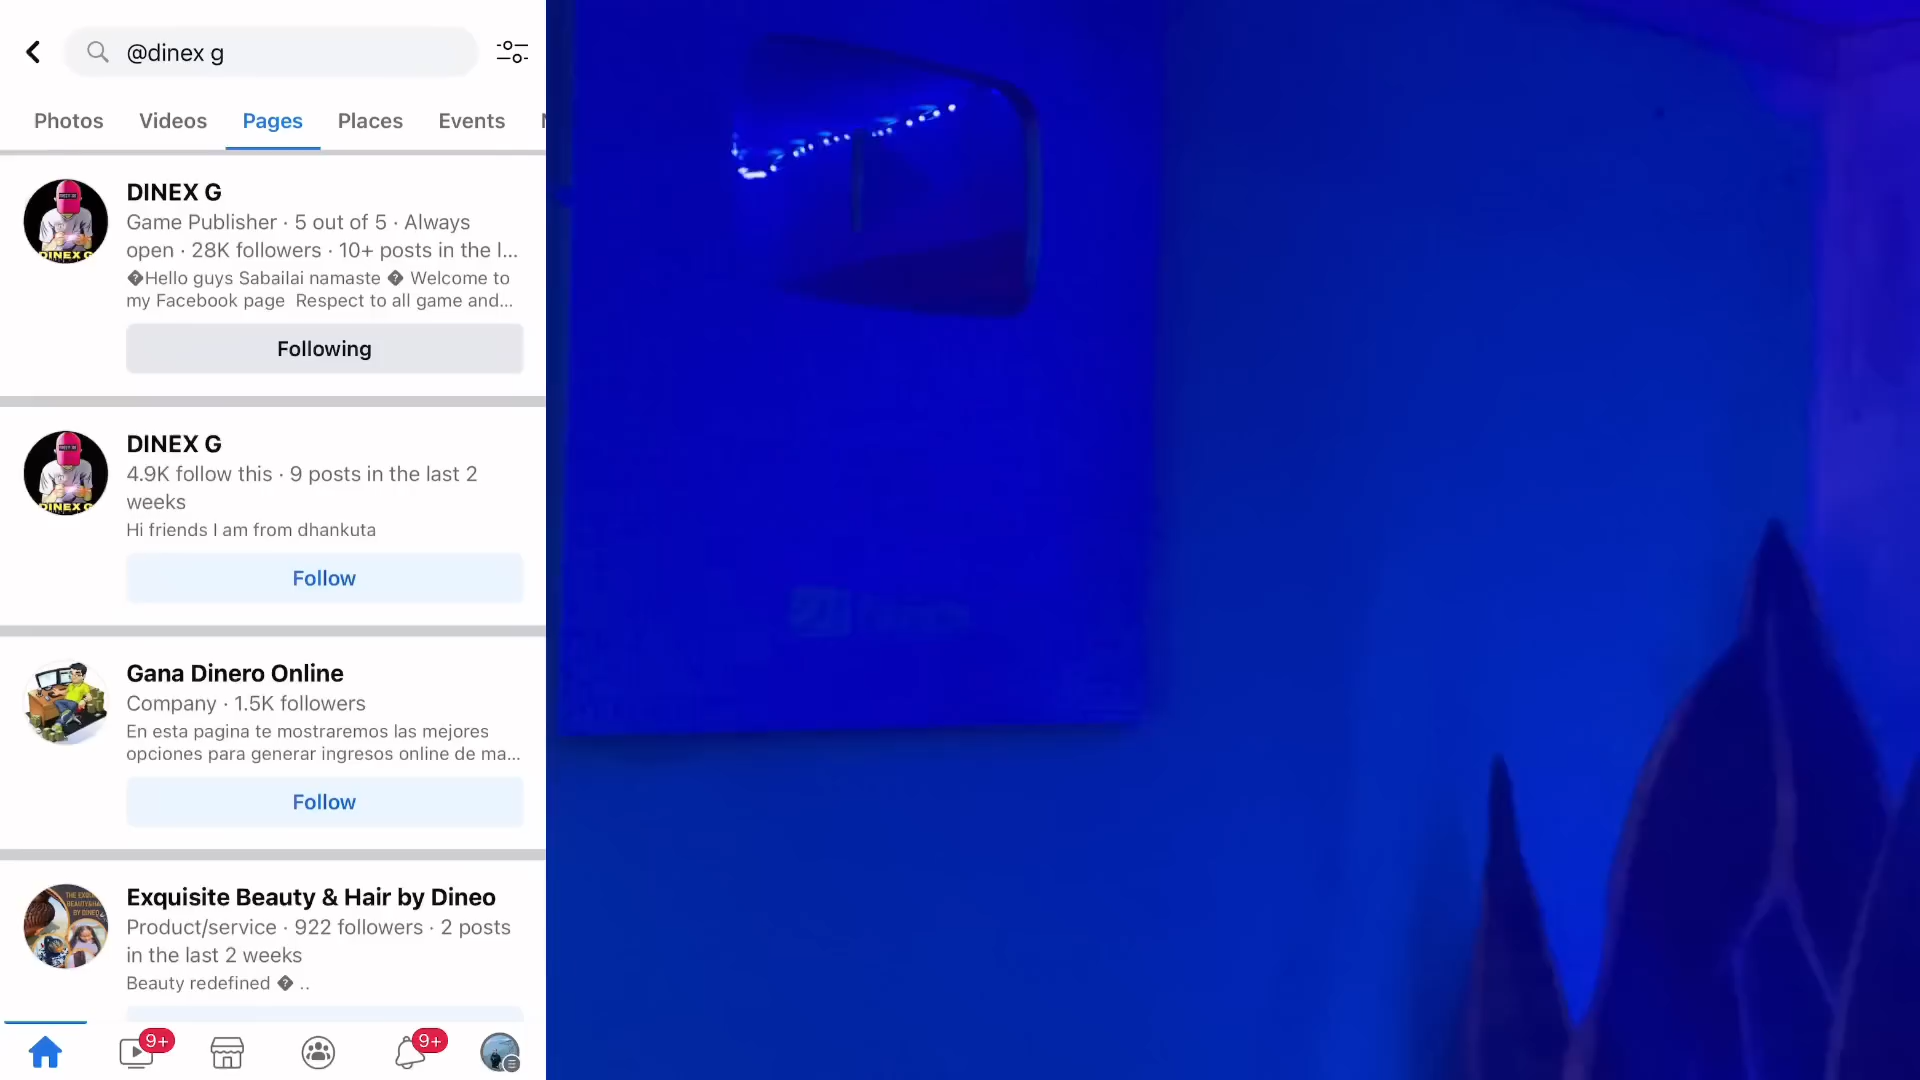 @dinex g
Photos Videos Pages Places Events
DINEX G
Game Publisher · 5 out of 5 · Always
open · 28K followers · 10+ posts in the l...
�Hello guys Sabailai namaste � Welcome to
my Facebook page Respect to all game and...
Following
DINEX G
4.9K follow this · 9 posts in the last 2
weeks
Hi friends I am from dhankuta
Follow
Gana Dinero Online
Company · 1.5K followers
En esta pagina te mostraremos las mejores
opciones para generar ingresos online de ma...
Follow
Exquisite Beauty & Hair by Dineo
Product/service · 922 followers · 2 posts
in the last 2 weeks
Beauty redefined � ..
9+ 9+